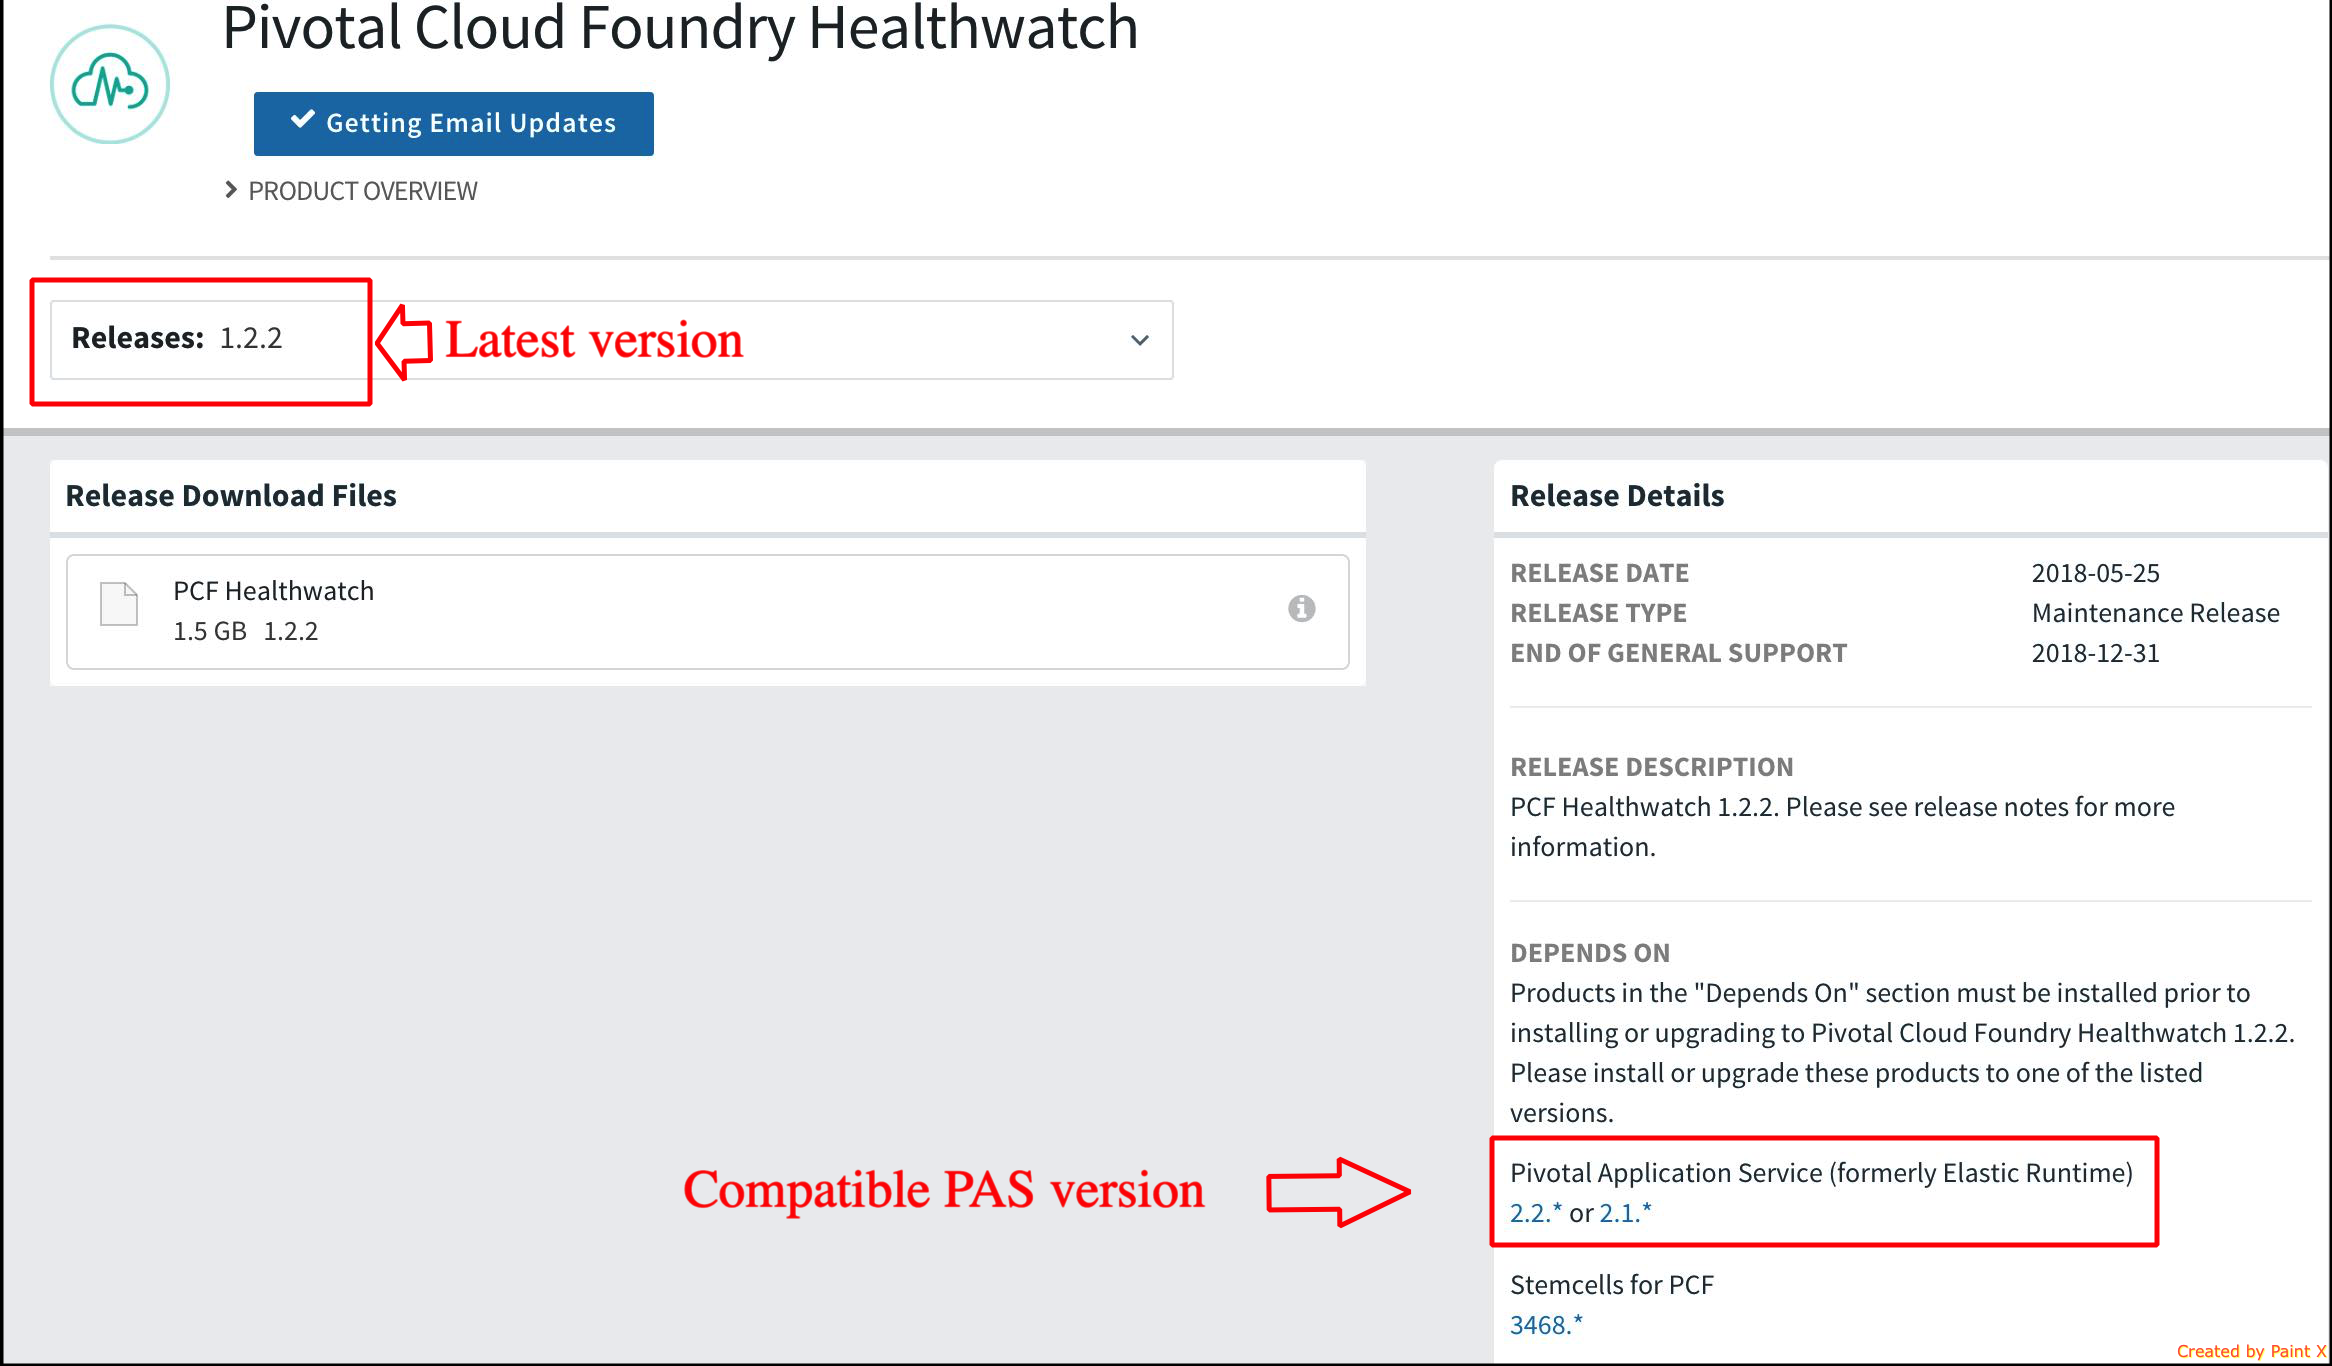 Pivotal Cloud Foundry Healthwatch
Getting Email Updates
PRODUCT OVERVIEW
Releases: 1.2.2
Latest version
Release Download Files
PCF Healthwatch
1.5 GB 1.2.2
Release Details
RELEASE DATE 2018-05-25
RELEASE TYPE Maintenance Release
END OF GENERAL SUPPORT 2018-12-31
RELEASE DESCRIPTION
PCF Healthwatch 1.2.2. Please see release notes for more
information.
DEPENDS ON
Products in the "Depends On" section must be installed prior to
installing or upgrading to Pivotal Cloud Foundry Healthwatch 1.2.2.
Please install or upgrade these products to one of the listed
versions.
Compatible PAS version
Pivotal Application Service (formerly Elastic Runtime)
2.2.* or 2.1.*
Stemcells for PCF
3468.*
Created by Paint X